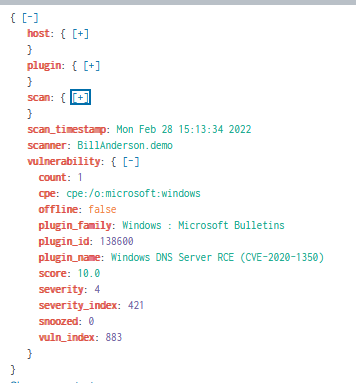 { [-]
host: { [+]
}
plugin: { [+]
}
scan: { [+]
}
scan_timestamp: Mon Feb 28 15:13:34 2022
scanner: BillAnderson.demo
vulnerability: { [-]
count: 1
cpe: cpe:/o:microsoft:windows
offline: false
plugin_family: Windows : Microsoft Bulletins
plugin_id: 138600
plugin_name: Windows DNS Server RCE (CVE-2020-1350)
score: 10.0
severity: 4
severity_index: 421
snoozed: 0
vuln_index: 883
}
}